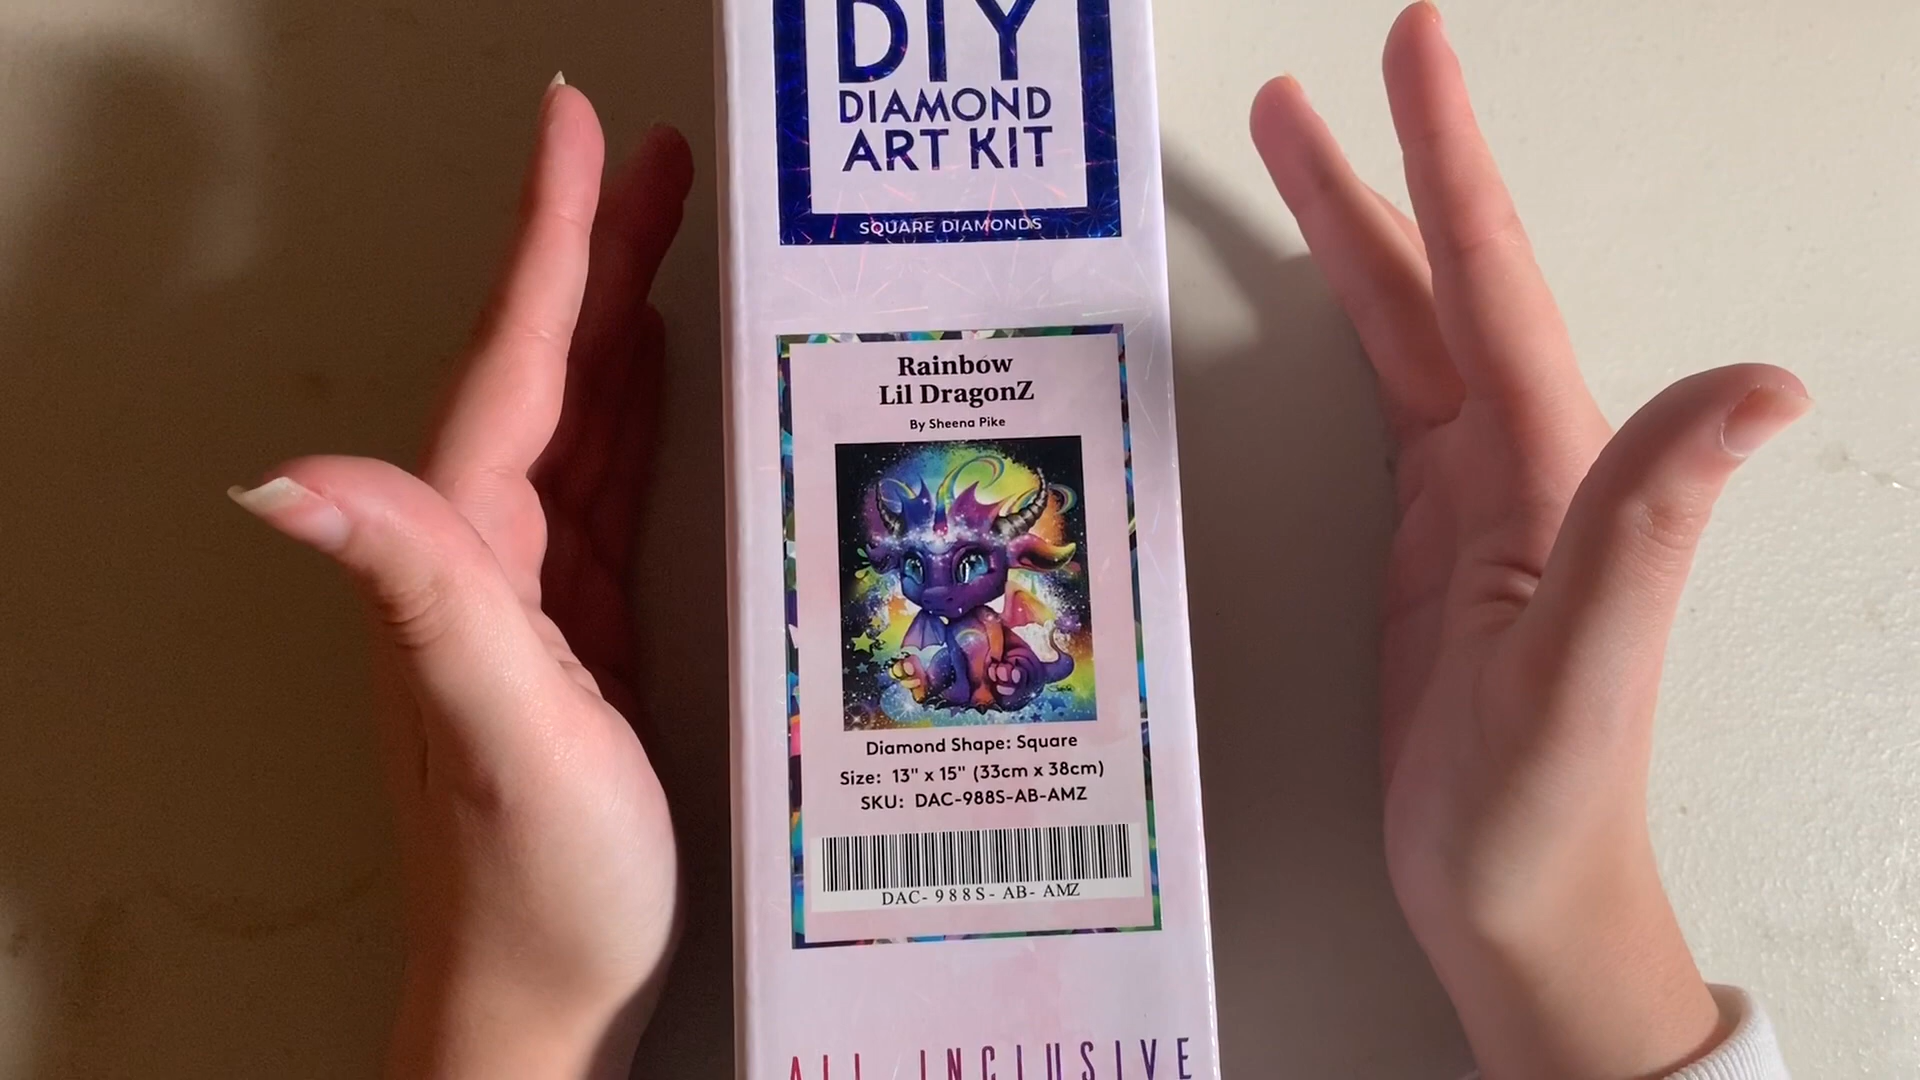 DIY
DIAMOND
ART KIT
SQUARE DIAMONDS
Rainbow
Lil DragonZ
By Sheena Pike
Diamond Shape: Square
Size: 13" x 15" (33cm x 38cm)
SKU: DAC-988S-AB-AMZ
DAC-988S-AB-AMZ
ALL INCLUSIVE